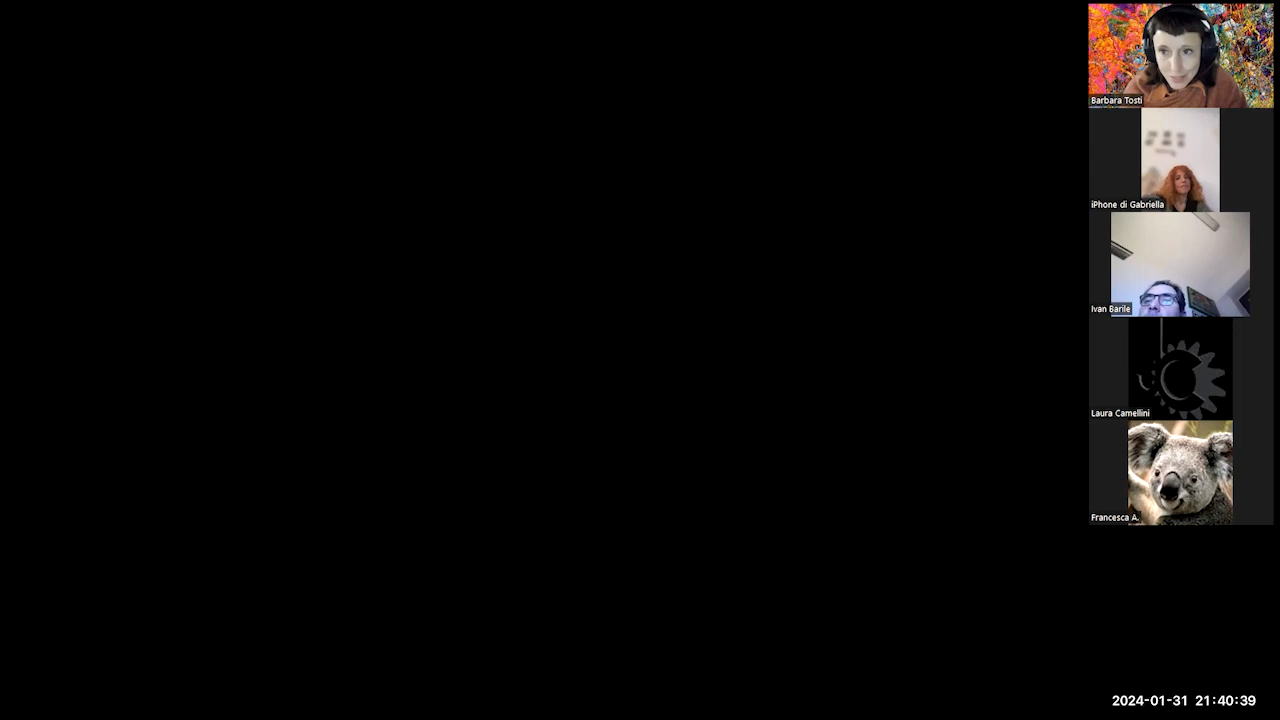 Barbara Tosti
iPhone di Gabriella
Ivan Barile
Laura Camellini
Francesca A.
2024-01-31 21:40:39